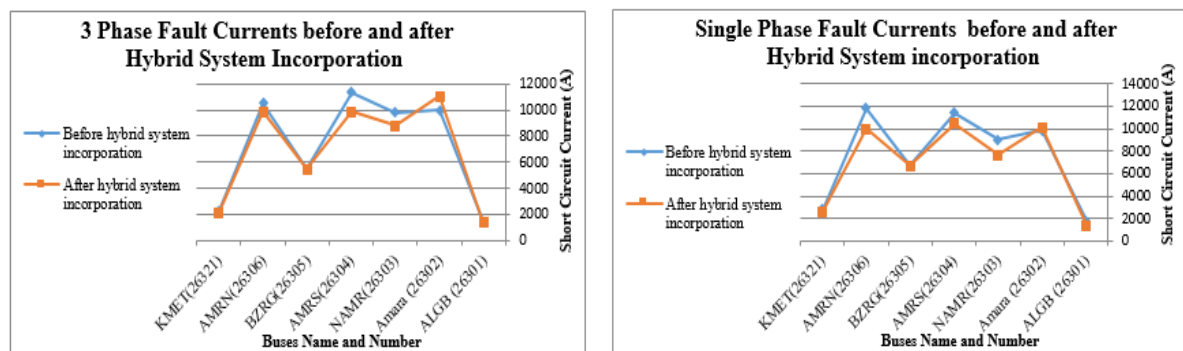 3 Phase Fault Currents before and after
Hybrid System Incorporation
12000
10000
8000
6000
4000
2000
0
Short Circuit Current (A)
Before hybrid system
incorporation
After hybrid system
incorporation
KMET(26321)
AMRN(26306)
BZRG(26305)
AMRS(26304)
NAMR(26303)
Amara (26302)
ALGB (26301)
Buses Name and Number
Single Phase Fault Currents before and after
Hybrid System incorporation
14000
12000
10000
8000
6000
4000
2000
0
Short Circuit Current (A)
Before hybrid system
incorporation
After hybrid system
incorporation
KMET(26321)
AMRN(26306)
BZRG(26305)
AMRS(26304)
NAMR(26303)
Amara (26302)
ALGB (26301)
Buses Name and Number